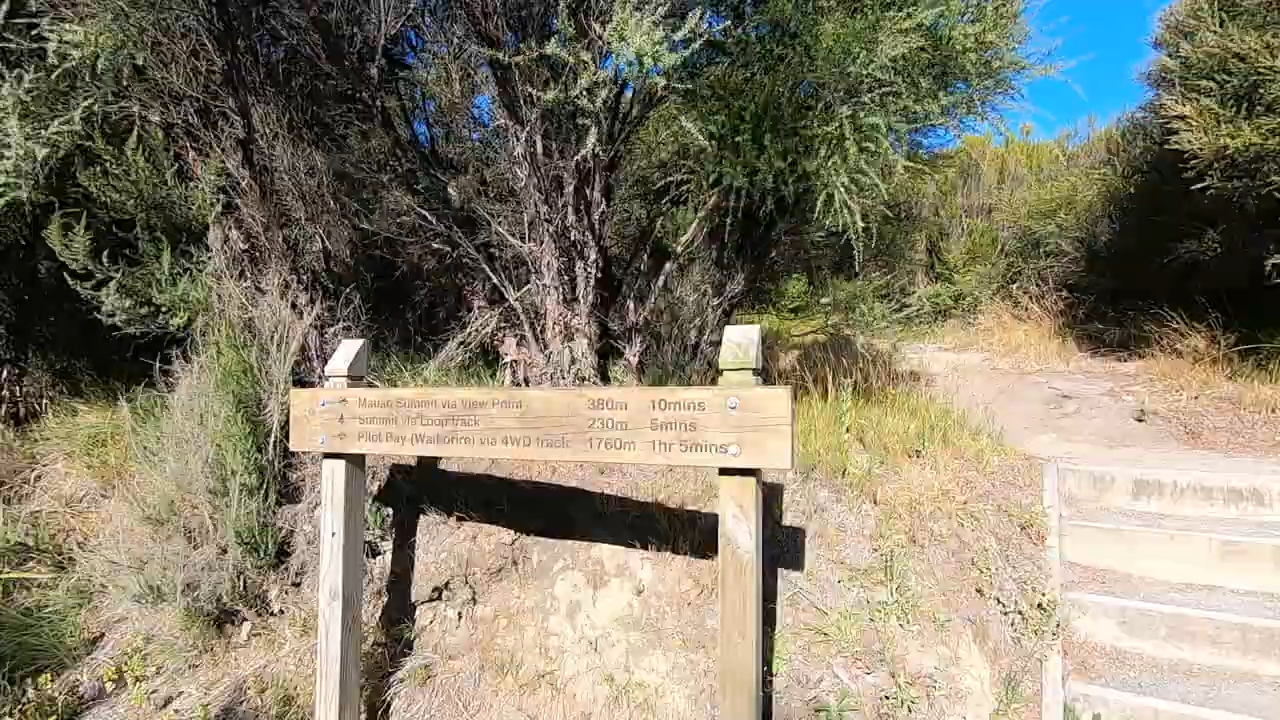 Mauao Summit via View Point 380m 10mins
Summit via Loop track 230m 5mins
Pilot Bay (Waikorire) via 4WD track 1760m 1hr 5mins